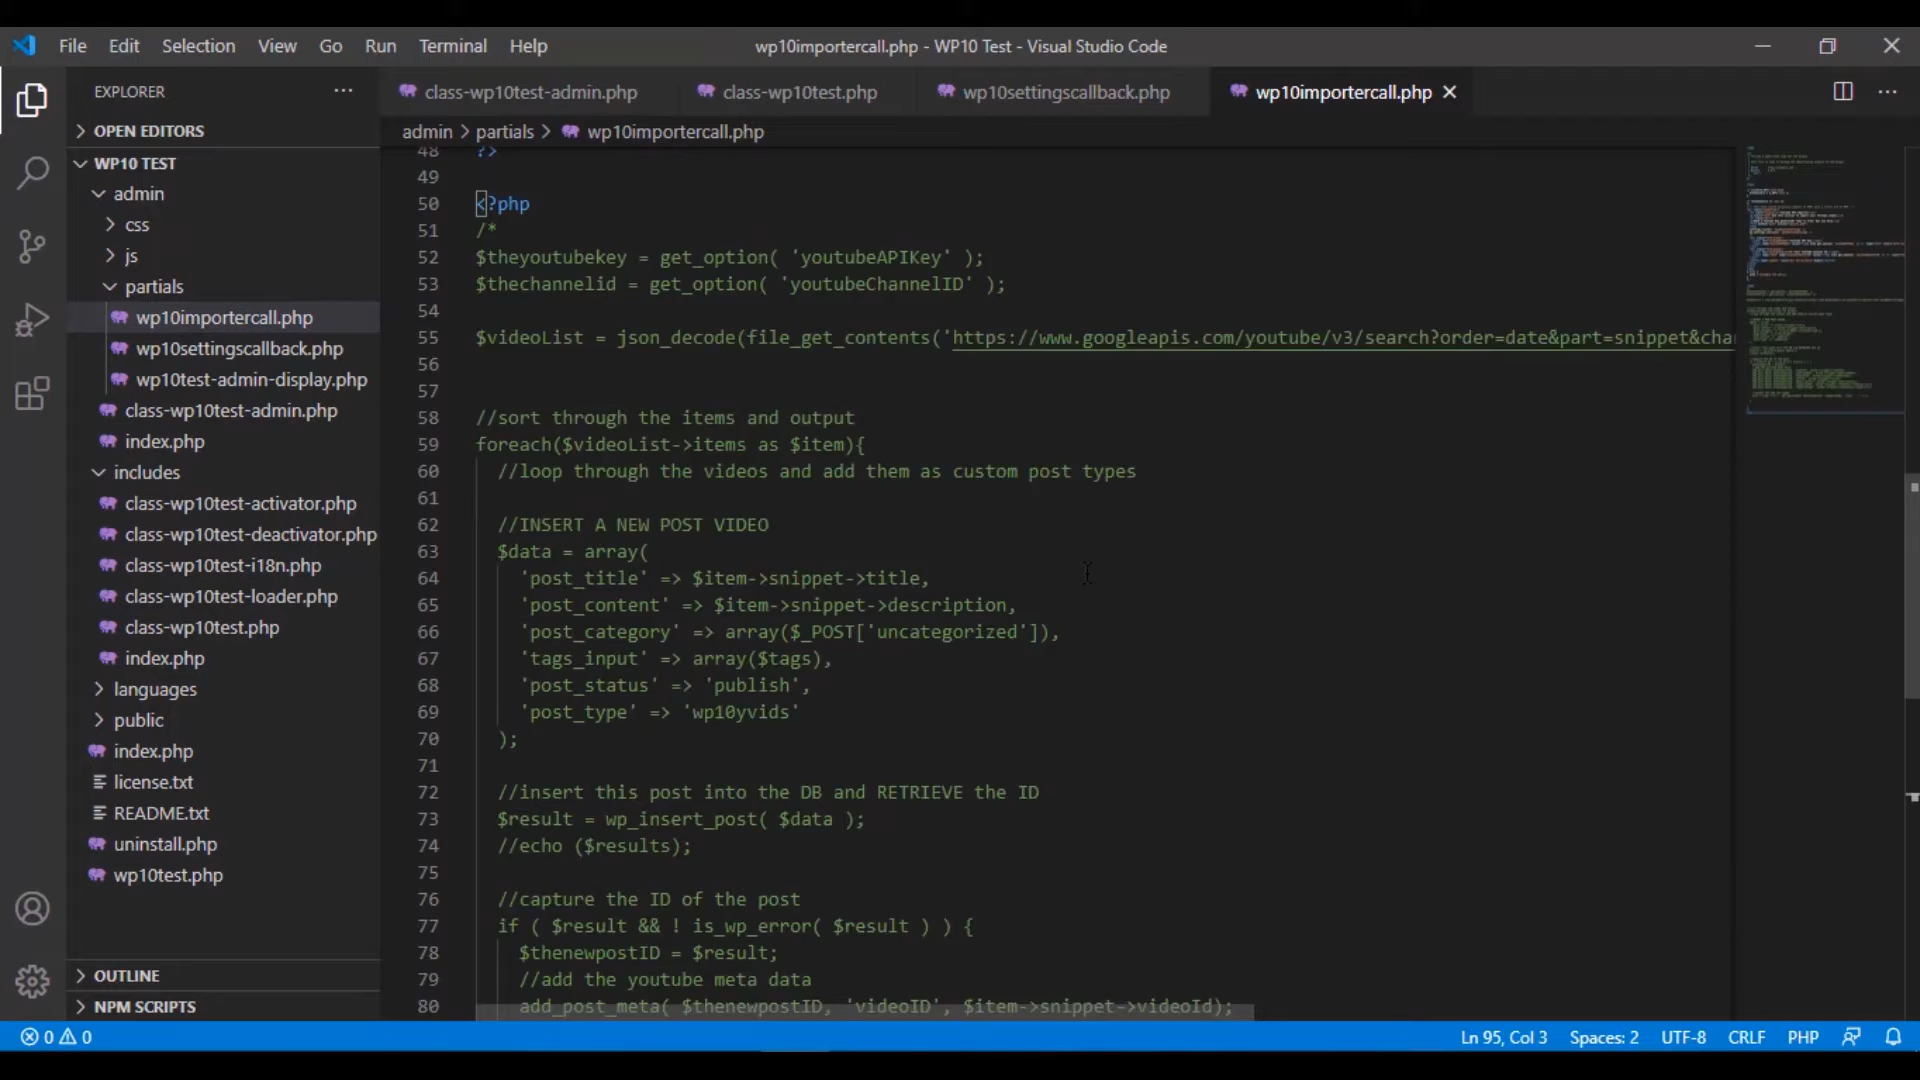 File Edit Selection View Go Run Terminal Help
wp10importercall.php - WP10 Test - Visual Studio Code
EXPLORER
OPEN EDITORS
WP10 TEST
admin
css
js
partials
wp10importercall.php
wp10settingscallback.php
wp10test-admin-display.php
class-wp10test-admin.php
index.php
includes
class-wp10test-activator.php
class-wp10test-deactivator.php
class-wp10test-i18n.php
class-wp10test-loader.php
class-wp10test.php
index.php
languages
public
index.php
license.txt
README.txt
uninstall.php
wp10test.php
OUTLINE
NPM SCRIPTS
class-wp10test-admin.php class-wp10test.php wp10settingscallback.php wp10importercall.php
admin > partials > wp10importercall.php
48 ?>
49
50 <?php
51 /*
52 $theyoutubekey = get_option( 'youtubeAPIKey' );
53 $thechannelid = get_option( 'youtubeChannelID' );
54
55 $videoList = json_decode(file_get_contents('https://www.googleapis.com/youtube/v3/search?order=date&part=snippet&cha
56
57
58 //sort through the items and output
59 foreach($videoList->items as $item){
60 //loop through the videos and add them as custom post types
61
62 //INSERT A NEW POST VIDEO
63 $data = array(
64 'post_title' => $item->snippet->title,
65 'post_content' => $item->snippet->description,
66 'post_category' => array($_POST['uncategorized']),
67 'tags_input' => array($tags),
68 'post_status' => 'publish',
69 'post_type' => 'wp10yvids'
70 );
71
72 //insert this post into the DB and RETRIEVE the ID
73 $result = wp_insert_post( $data );
74 //echo ($results);
75
76 //capture the ID of the post
77 if ( $result && ! is_wp_error( $result ) ) {
78 $thenewpostID = $result;
79 //add the youtube meta data
80 add_post_meta( $thenewpostID, 'videoID', $item->snippet->videoId);
0 0
Ln 95, Col 3 Spaces: 2 UTF-8 CRLF PHP